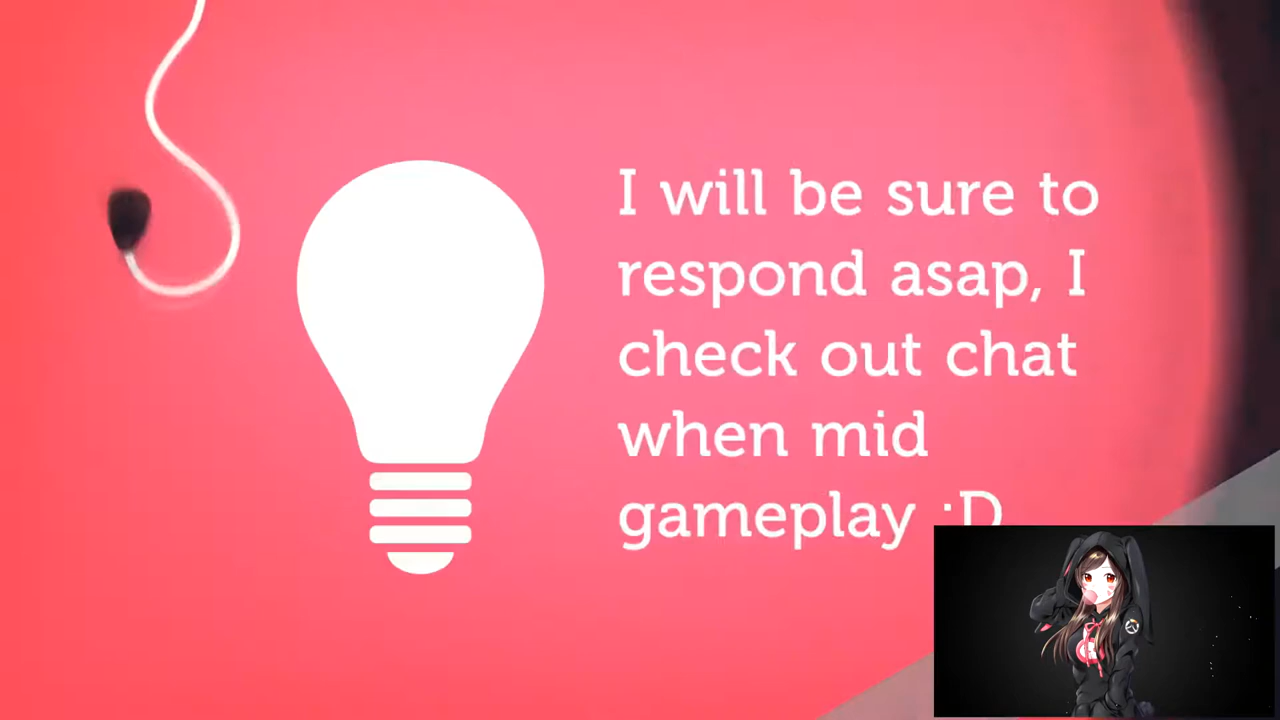 I will be sure to
respond asap, I
check out chat
when mid
gameplay :D